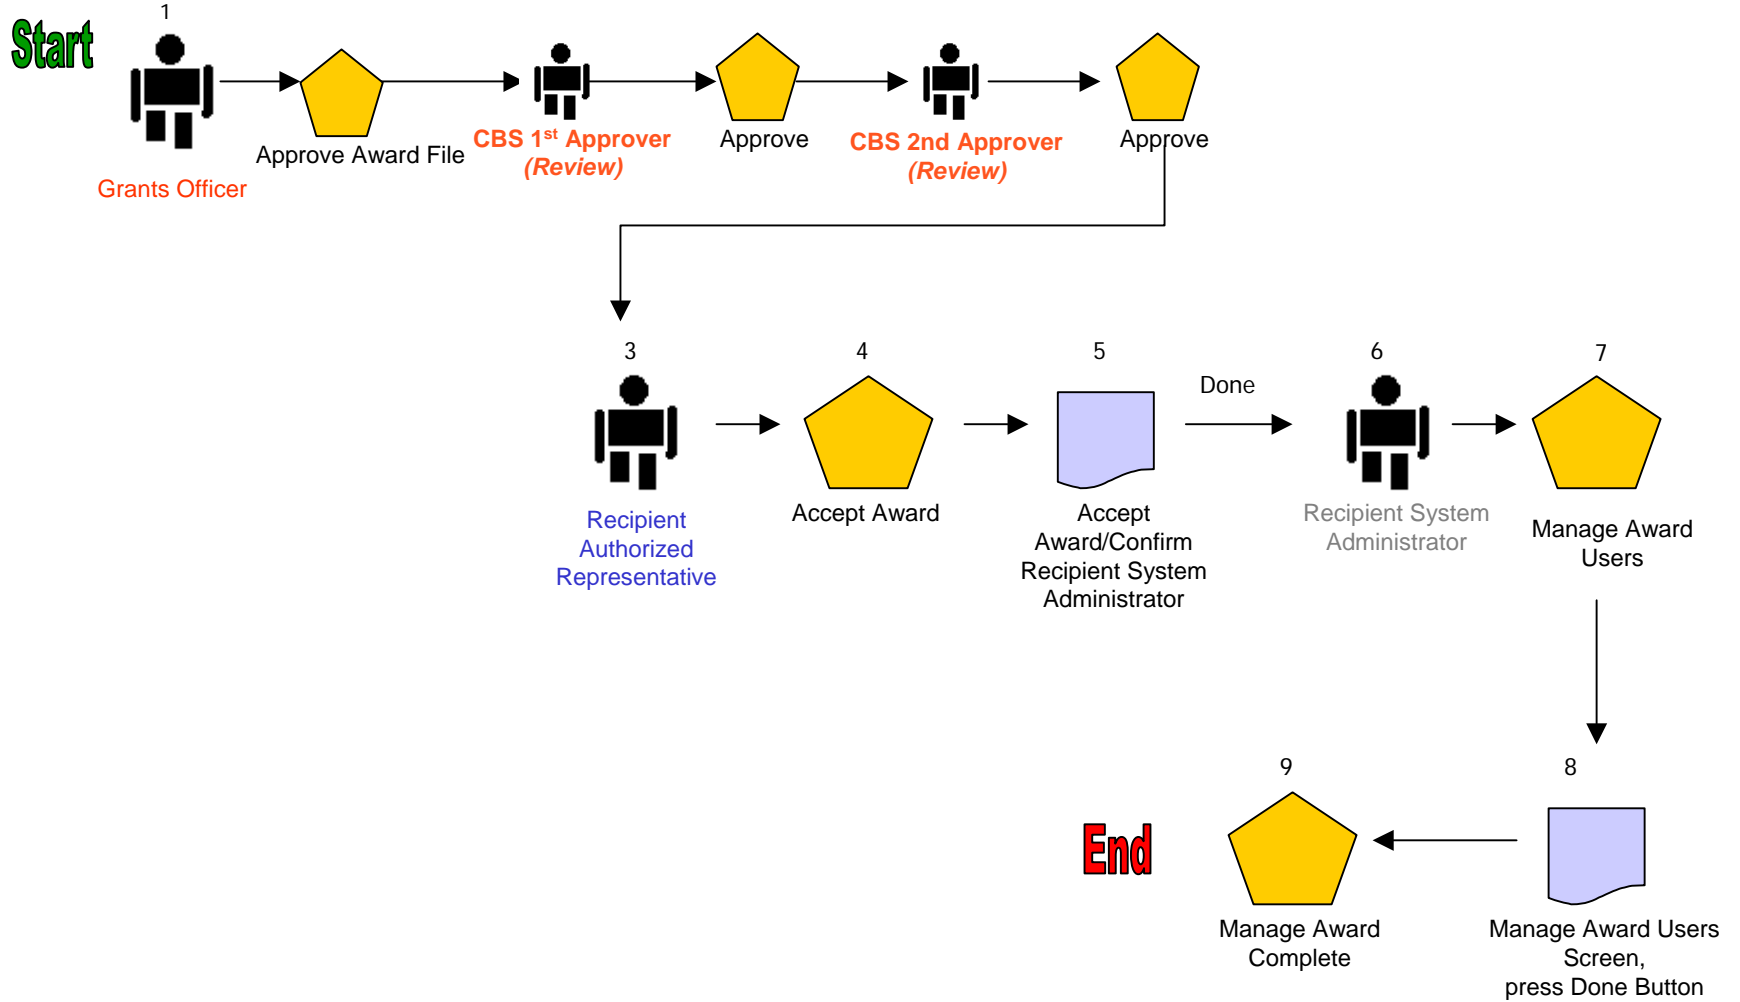 Start
1
Grants Officer
Approve Award File
CBS 1st Approver
(Review)
Approve
CBS 2nd Approver
(Review)
Approve
3
Recipient
Authorized
Representative
4
Accept Award
5
Accept
Award/Confirm
Recipient System
Administrator
Done
6
Recipient System
Administrator
7
Manage Award
Users
8
Manage Award Users
Screen,
press Done Button
9
Manage Award
Complete
End